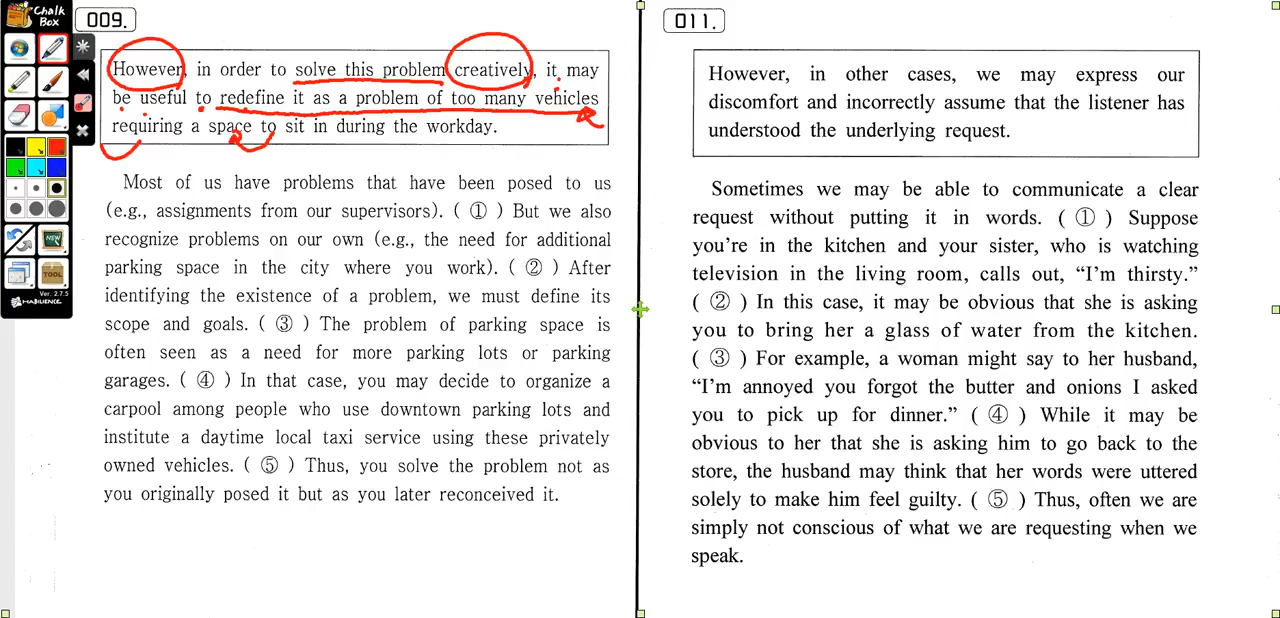 Chalk
Box
NEW
TOOL
Ver. 2.7.5
HABILIENCE
009.
However, in order to solve this problem creatively, it may
be useful to redefine it as a problem of too many vehicles
requiring a space to sit in during the workday.
Most of us have problems that have been posed to us
(e.g., assignments from our supervisors). ( ① ) But we also
recognize problems on our own (e.g., the need for additional
parking space in the city where you work). ( ② ) After
identifying the existence of a problem, we must define its
scope and goals. ( ③ ) The problem of parking space is
often seen as a need for more parking lots or parking
garages. ( ④ ) In that case, you may decide to organize a
carpool among people who use downtown parking lots and
institute a daytime local taxi service using these privately
owned vehicles. ( ⑤ ) Thus, you solve the problem not as
you originally posed it but as you later reconceived it.
011.
However, in other cases, we may express our
discomfort and incorrectly assume that the listener has
understood the underlying request.
Sometimes we may be able to communicate a clear
request without putting it in words. ( ① ) Suppose
you're in the kitchen and your sister, who is watching
television in the living room, calls out, “I'm thirsty.”
( ② ) In this case, it may be obvious that she is asking
you to bring her a glass of water from the kitchen.
( ③ ) For example, a woman might say to her husband,
“I'm annoyed you forgot the butter and onions I asked
you to pick up for dinner.” ( ④ ) While it may be
obvious to her that she is asking him to go back to the
store, the husband may think that her words were uttered
solely to make him feel guilty. ( ⑤ ) Thus, often we are
simply not conscious of what we are requesting when we
speak.